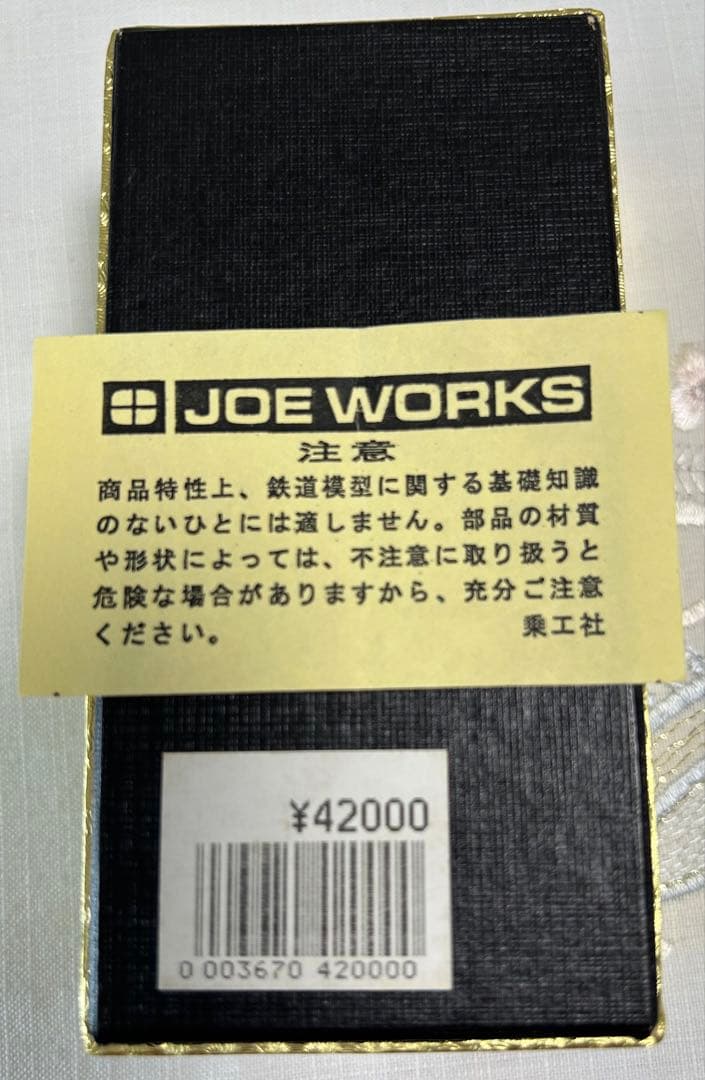 JOE WORKS
注意
商品特性上、鉄道模型に関する基礎知識
のないひとには適しません。部品の材質
や形状によっては、不注意に取り扱うと
危険な場合がありますから、充分ご注意
ください。 乗工社
¥42000
0 003670 420000